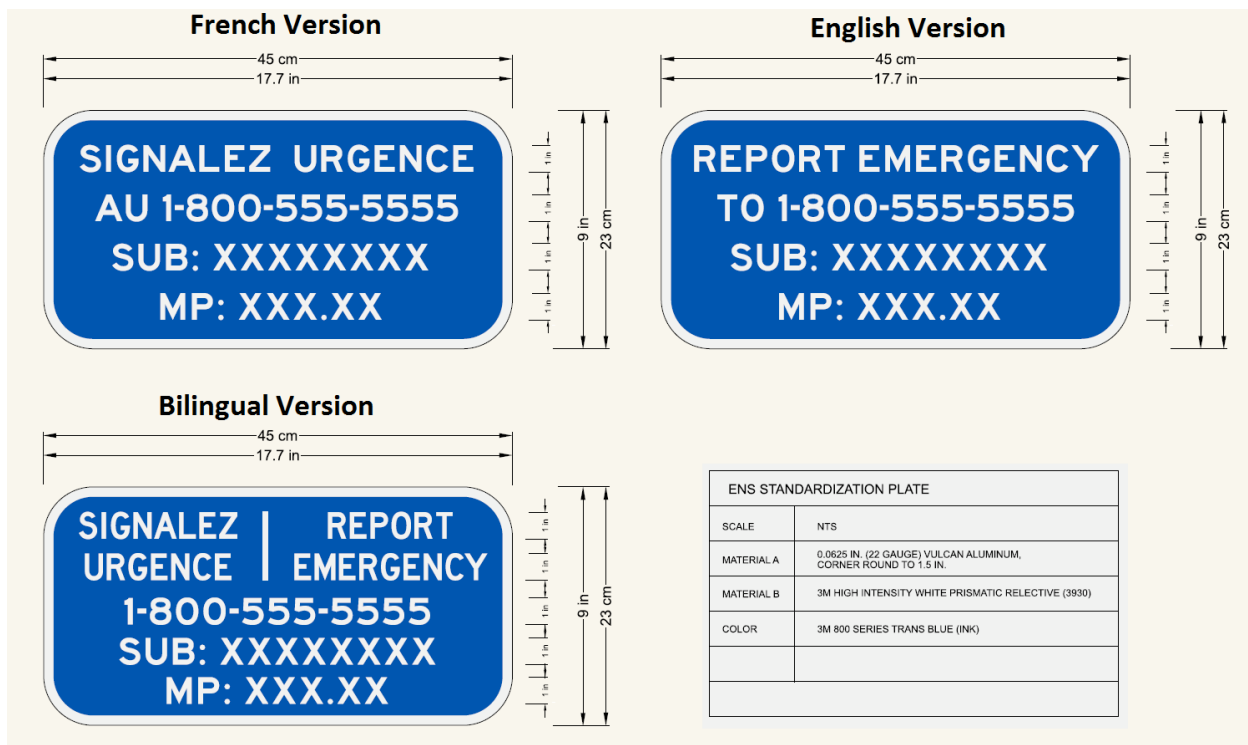 French Version
45 cm
17.7 in
SIGNALEZ URGENCE
AU 1-800-555-5555
SUB: XXXXXXXX
MP: XXX.XX
1 in
1 in
1 in
1 in
9 in
23 cm
English Version
45 cm
17.7 in
REPORT EMERGENCY
TO 1-800-555-5555
SUB: XXXXXXXX
MP: XXX.XX
1 in
1 in
1 in
1 in
9 in
23 cm
Bilingual Version
45 cm
17.7 in
SIGNALEZ | REPORT
URGENCE | EMERGENCY
1-800-555-5555
SUB: XXXXXXXX
MP: XXX.XX
1 in
1 in
1 in
1 in
1 in
9 in
23 cm
ENS STANDARDIZATION PLATE
SCALE NTS
MATERIAL A 0.0625 IN. (22 GAUGE) VULCAN ALUMINUM,
CORNER ROUND TO 1.5 IN.
MATERIAL B 3M HIGH INTENSITY WHITE PRISMATIC RELECTIVE (3930)
COLOR 3M 800 SERIES TRANS BLUE (INK)